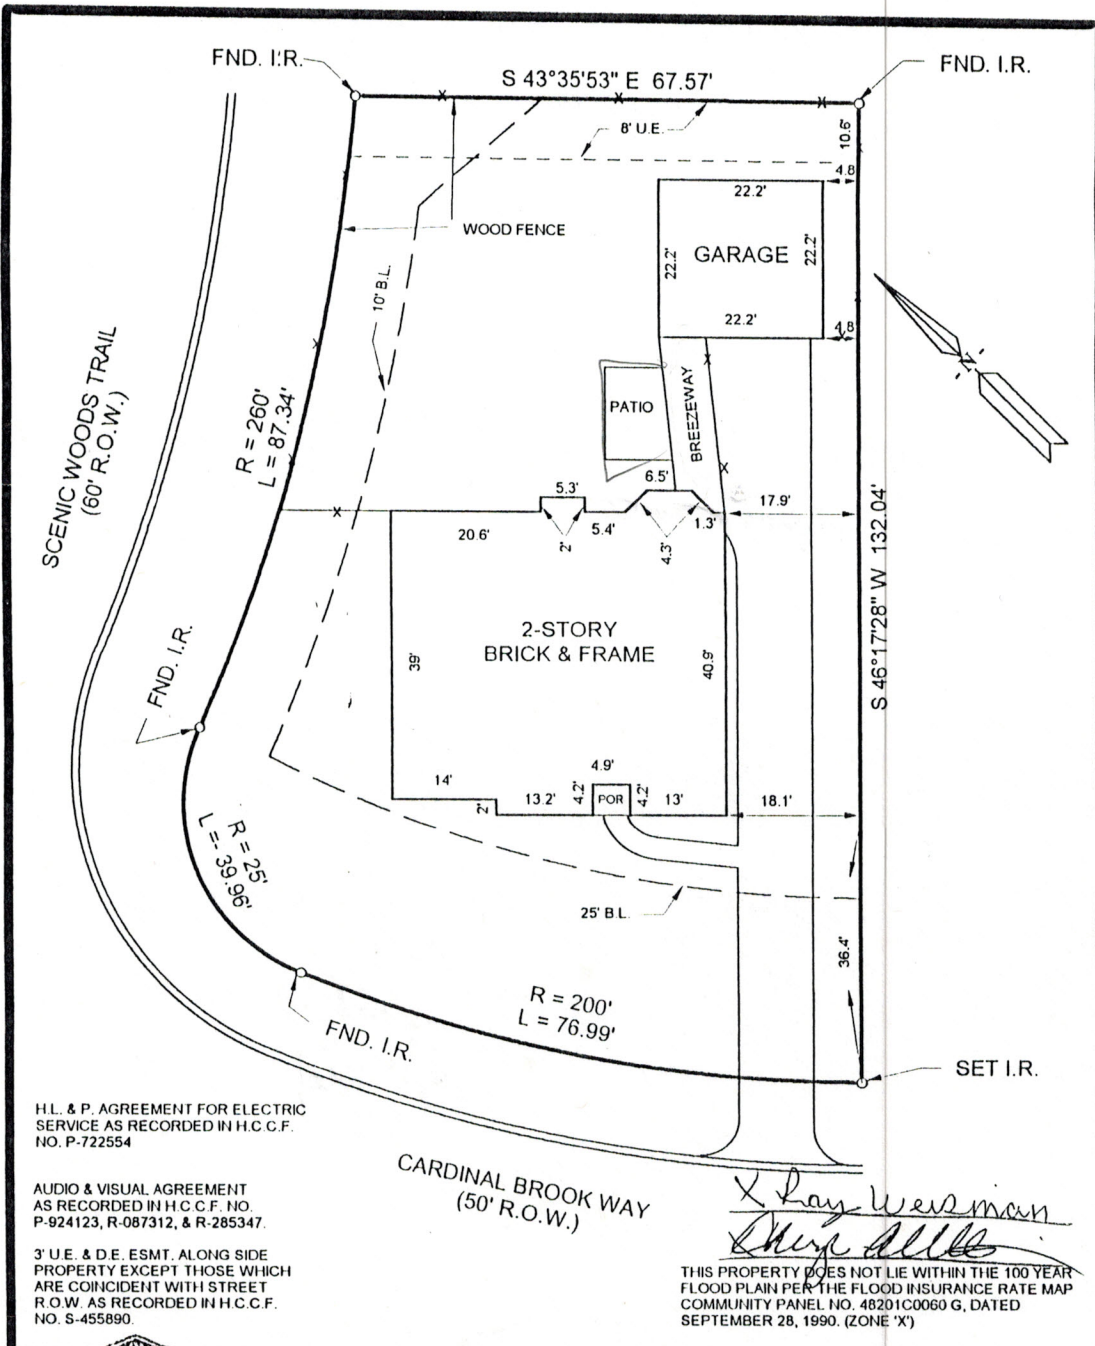 FND. I.R.
S 43°35'53" E 67.57'
FND. I.R.
8' U.E.
10.6'
4.8
22.2'
WOOD FENCE
22.2'
GARAGE
22.2'
10' B.L.
22.2'
4.8
N
SCENIC WOODS TRAIL
(60' R.O.W.)
R = 260'
L = 87.34'
PATIO
BREEZEWAY
6.5'
5.3'
17.9'
20.6'
2'
5.4'
4.3'
1.3'
S 46°17'28" W 132.04'
2-STORY
BRICK & FRAME
FND. I.R.
39'
40.9'
4.9'
14'
2'
13.2'
4.2'
POR
4.2'
13'
18.1'
R = 25'
L = 39.96'
25' B.L.
36.4'
R = 200'
L = 76.99'
FND. I.R.
SET I.R.
H.L. & P. AGREEMENT FOR ELECTRIC
SERVICE AS RECORDED IN H.C.C.F.
NO. P-722554
CARDINAL BROOK WAY
(50' R.O.W.)
AUDIO & VISUAL AGREEMENT
AS RECORDED IN H.C.C.F. NO.
P-924123, R-087312, & R-285347.
X Ray Weisman
X
3' U.E. & D.E. ESMT. ALONG SIDE
PROPERTY EXCEPT THOSE WHICH
ARE COINCIDENT WITH STREET
R.O.W. AS RECORDED IN H.C.C.F.
NO. S-455890.
THIS PROPERTY DOES NOT LIE WITHIN THE 100 YEAR
FLOOD PLAIN PER THE FLOOD INSURANCE RATE MAP
COMMUNITY PANEL NO. 48201C0060 G, DATED
SEPTEMBER 28, 1990. (ZONE 'X')